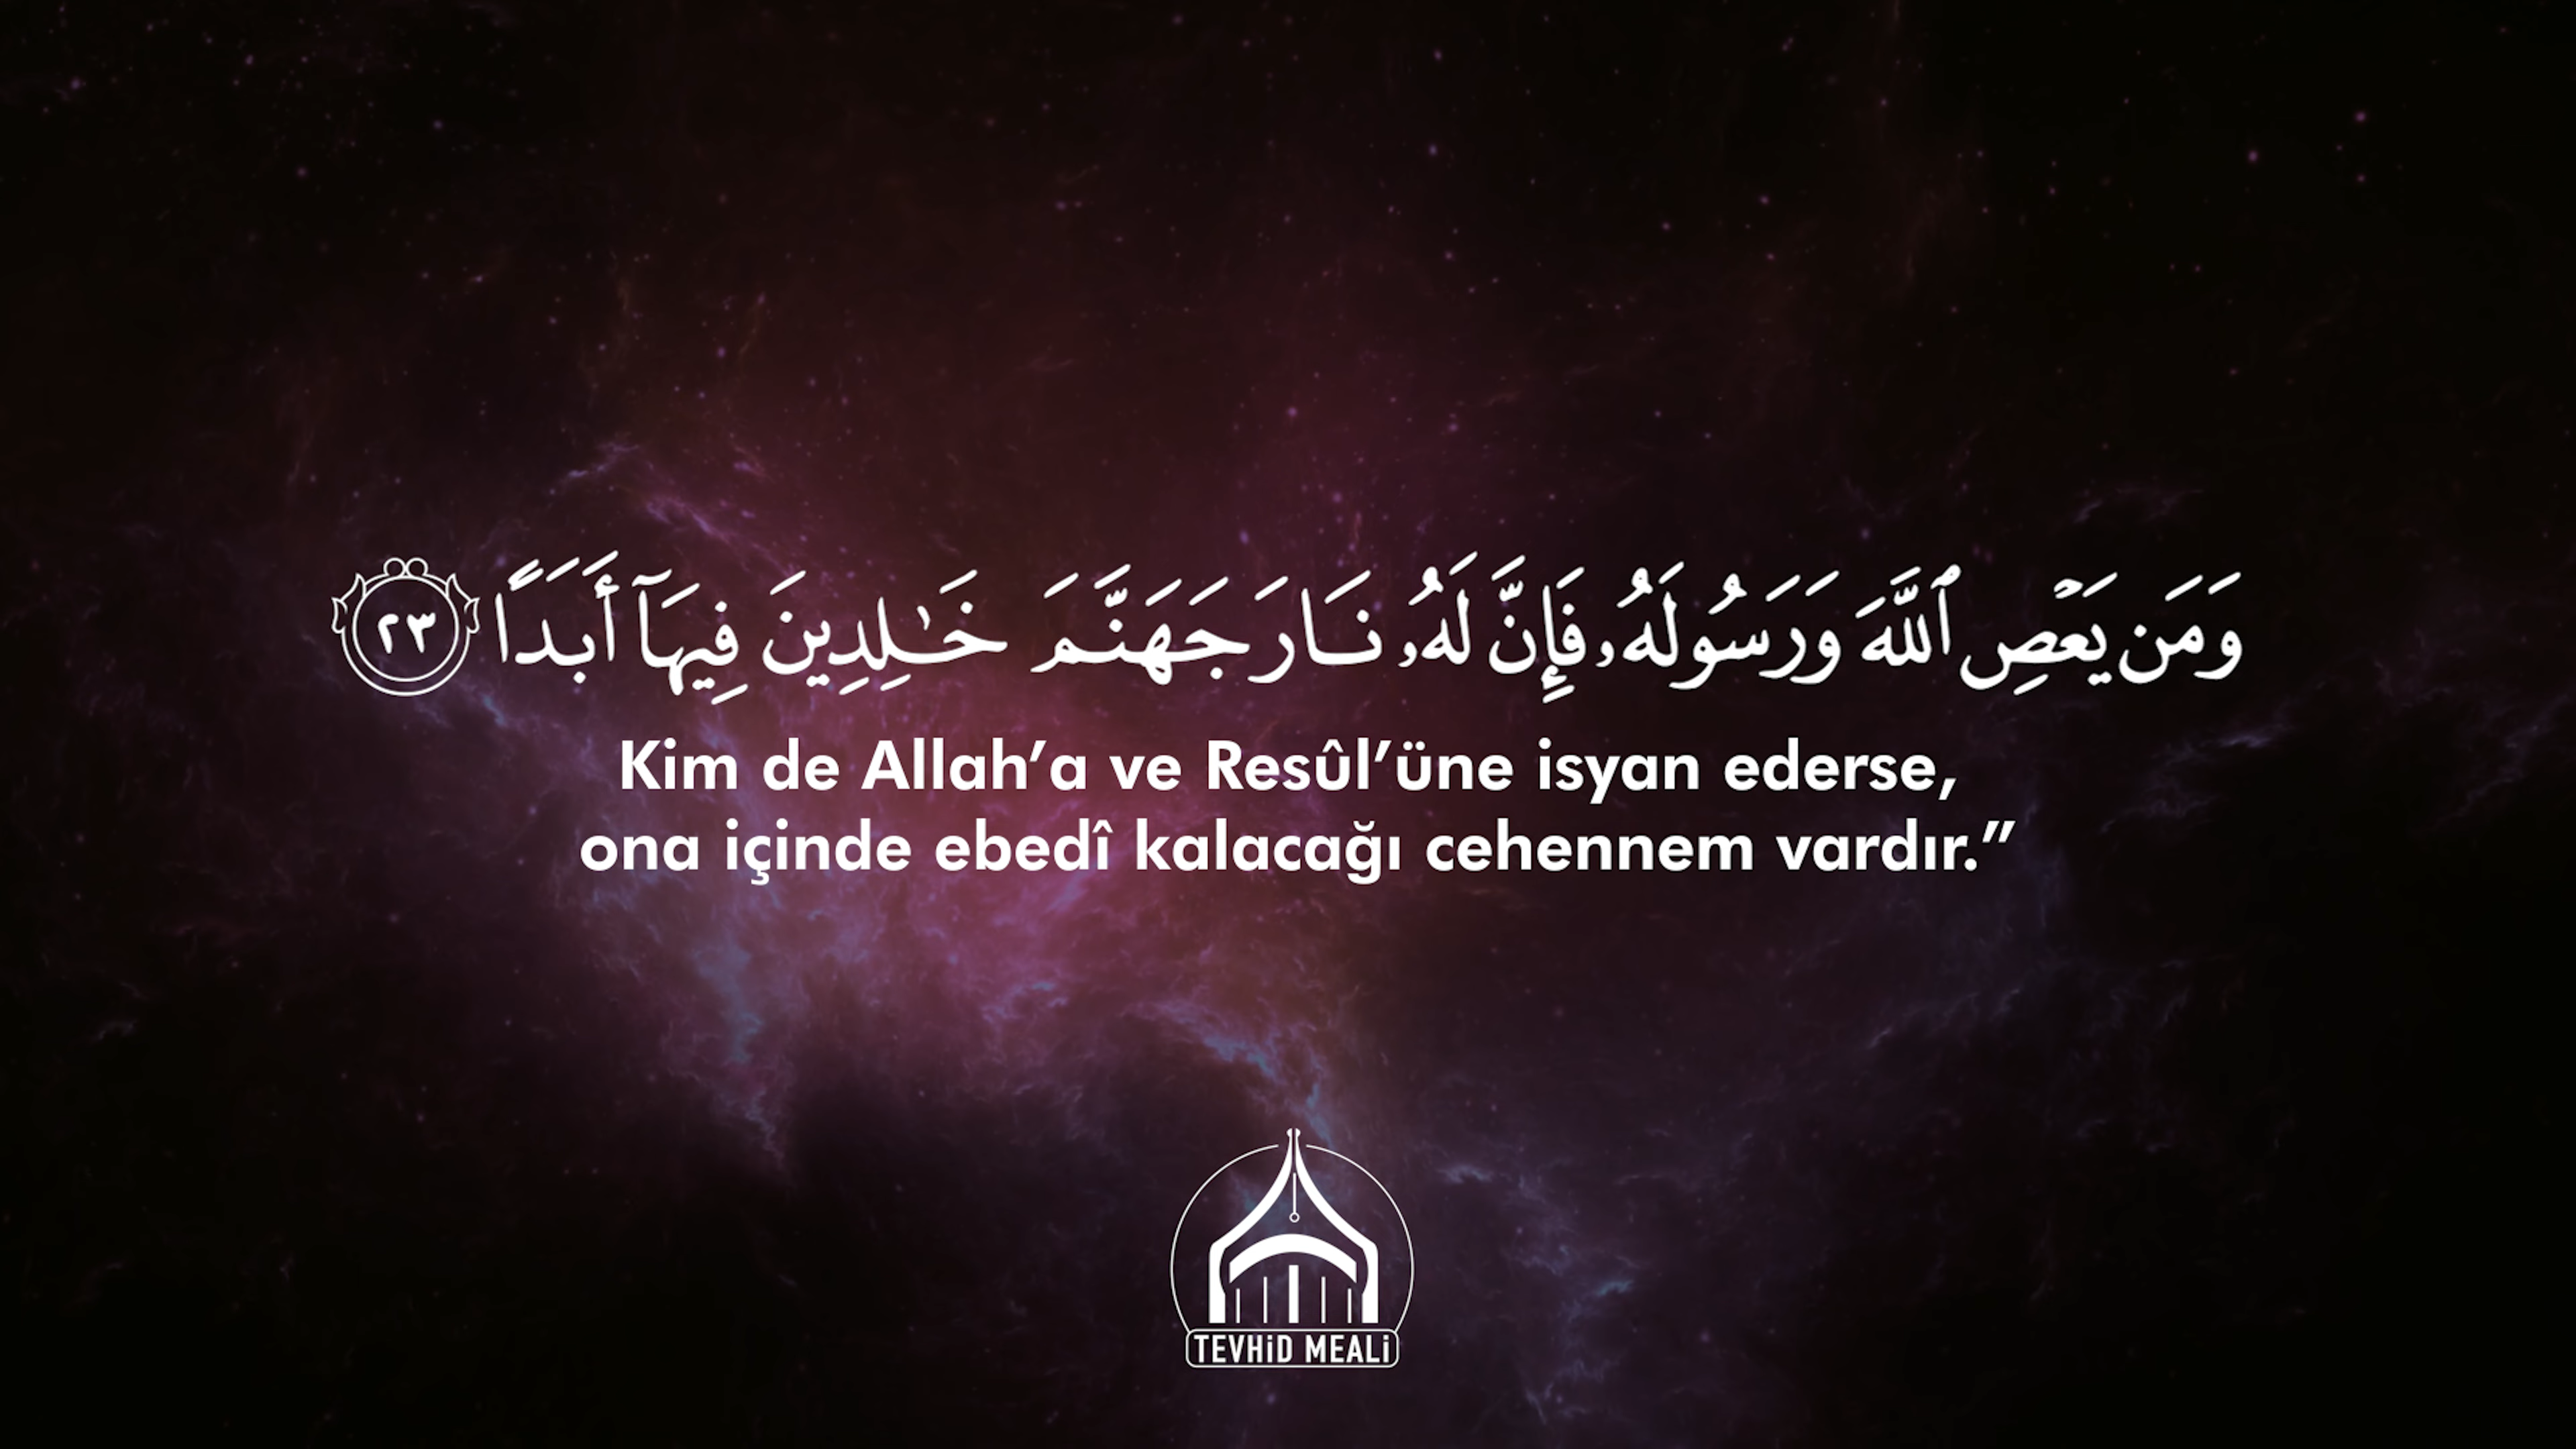 وَمَن يَعْصِ ٱللَّهَ وَرَسُولَهُۥ فَإِنَّ لَهُۥ نَارَ جَهَنَّمَ خَـٰلِدِينَ فِيهَآ أَبَدًا ٢٣
Kim de Allah’a ve Resûl’üne isyan ederse,
ona içinde ebedî kalacağı cehennem vardır.”
TEVHiD MEALi